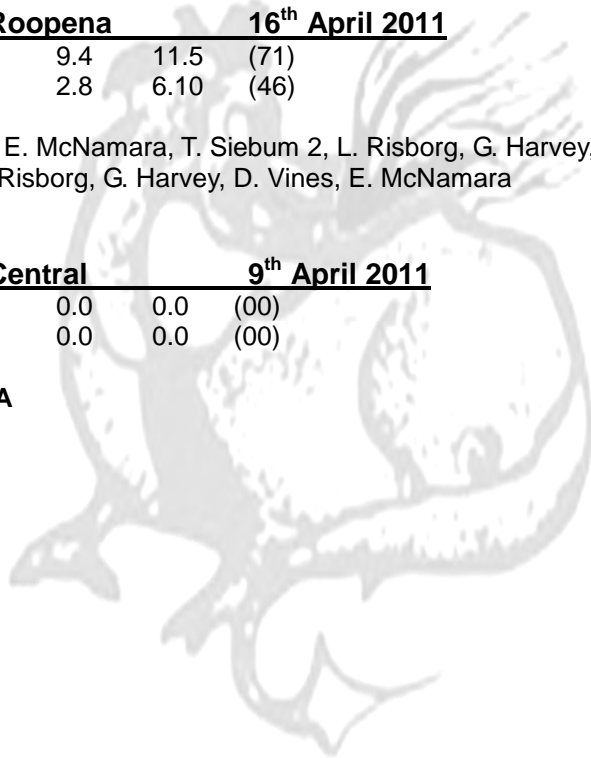 Roopena 16th April 2011
9.4 11.5 (71)
2.8 6.10 (46)
E. McNamara, T. Siebum 2, L. Risborg, G. Harvey,
Risborg, G. Harvey, D. Vines, E. McNamara
Central 9th April 2011
0.0 0.0 (00)
0.0 0.0 (00)
A